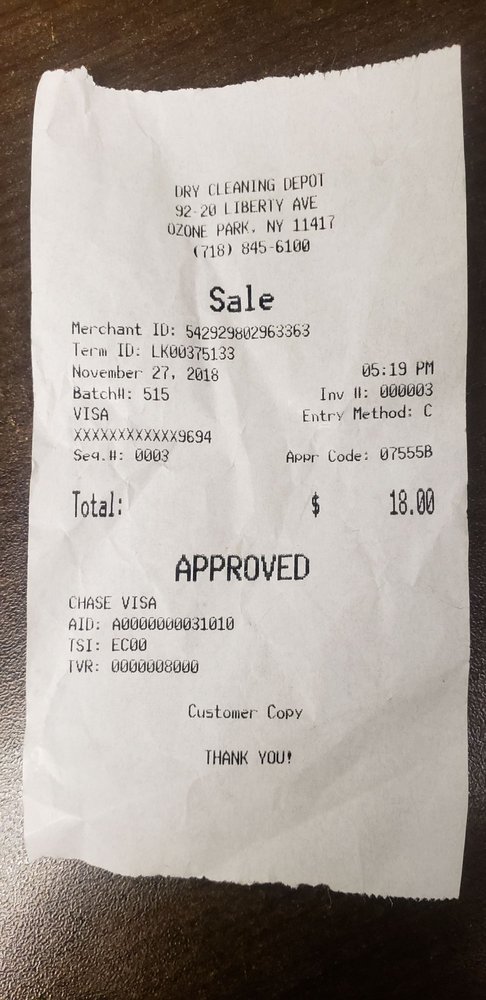 DRY CLEANING DEPOT
92-20 LIBERTY AVE
OZONE PARK, NY 11417
(718) 845-6100
Sale
Merchant ID: 542929802963363
Term ID: LK00375133
November 27, 2018 05:19 PM
Batch#: 515 Inv #: 000003
VISA Entry Method: C
XXXXXXXXXXXX9694
Seq.#: 0003 Appr Code: 07555B
Total: $ 18.00
APPROVED
CHASE VISA
AID: A0000000031010
TSI: EC00
TVR: 0000008000
Customer Copy
THANK YOU!